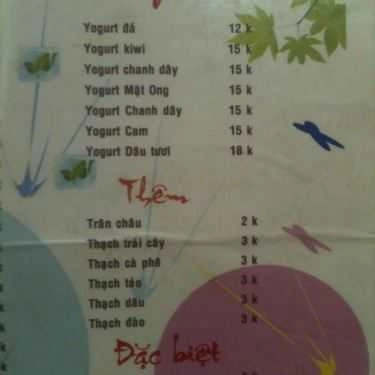 Yogurt đá 12 k
Yogurt kiwi 15 k
Yogurt chanh dây 15 k
Yogurt Mật Ong 15 k
Yogurt Chanh dây 15 k
Yogurt Cam 15 k
Yogurt Dâu tươi 18 k
Thêm
Trân châu 2 k
Thạch trái cây 3 k
Thạch cà phê 3 k
Thạch táo 3 k
Thạch dâu 3 k
Thạch đào 3 k
Đặc biệt